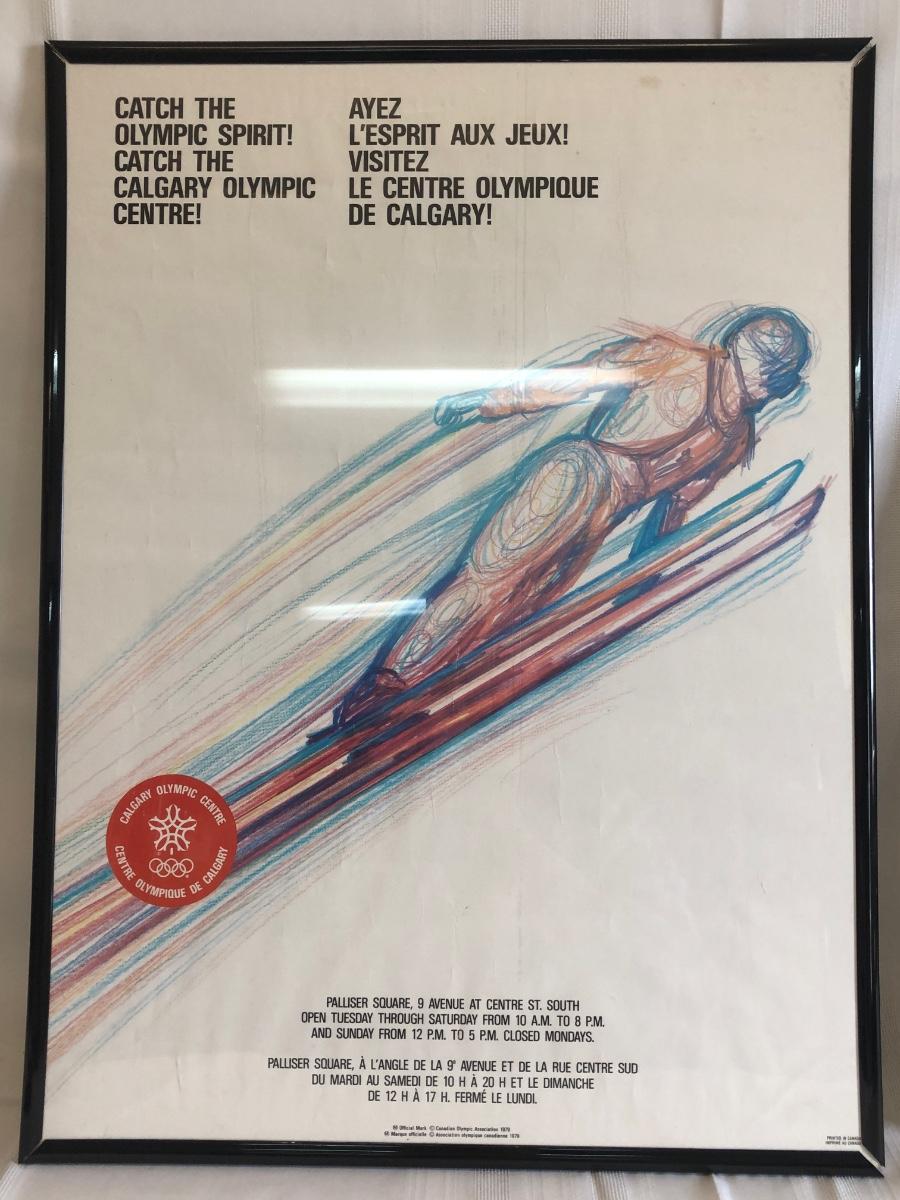 CATCH THE
OLYMPIC SPIRIT!
CATCH THE
CALGARY OLYMPIC
CENTRE!
AYEZ
L'ESPRIT AUX JEUX!
VISITEZ
LE CENTRE OLYMPIQUE
DE CALGARY!
CALGARY OLYMPIC CENTRE
CENTRE OLYMPIQUE DE CALGARY
PALLISER SQUARE, 9 AVENUE AT CENTRE ST. SOUTH
OPEN TUESDAY THROUGH SATURDAY FROM 10 A.M. TO 8 P.M.
AND SUNDAY FROM 12 P.M. TO 5 P.M. CLOSED MONDAYS.
PALLISER SQUARE, À L'ANGLE DE LA 9e AVENUE ET DE LA RUE CENTRE SUD
DU MARDI AU SAMEDI DE 10 H À 20 H ET LE DIMANCHE
DE 12 H À 17 H. FERMÉ LE LUNDI.
Official Mark © Canadian Olympic Association 1979
Marque officielle © Association olympique canadienne 1979
PRINTED IN CANADA
IMPRIMÉ AU CANADA